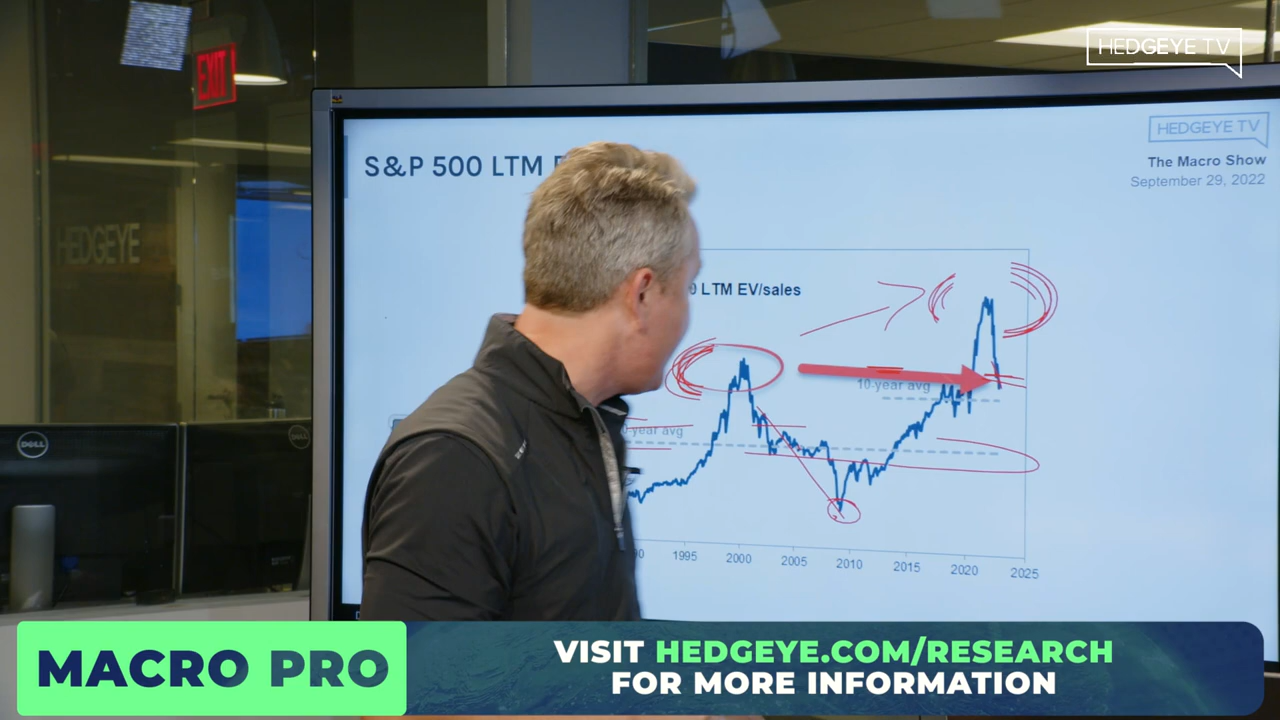 HEDGEYE TV
EXIT
HEDGEYE
HEDGEYE TV
S&P 500 LTM
The Macro Show
September 29, 2022
LTM EV/sales
10-year avg
-year avg
1995
2000
2005
2010
2015
2020
2025
DELL
DELL
MACRO PRO
VISIT HEDGEYE.COM/RESEARCH
FOR MORE INFORMATION